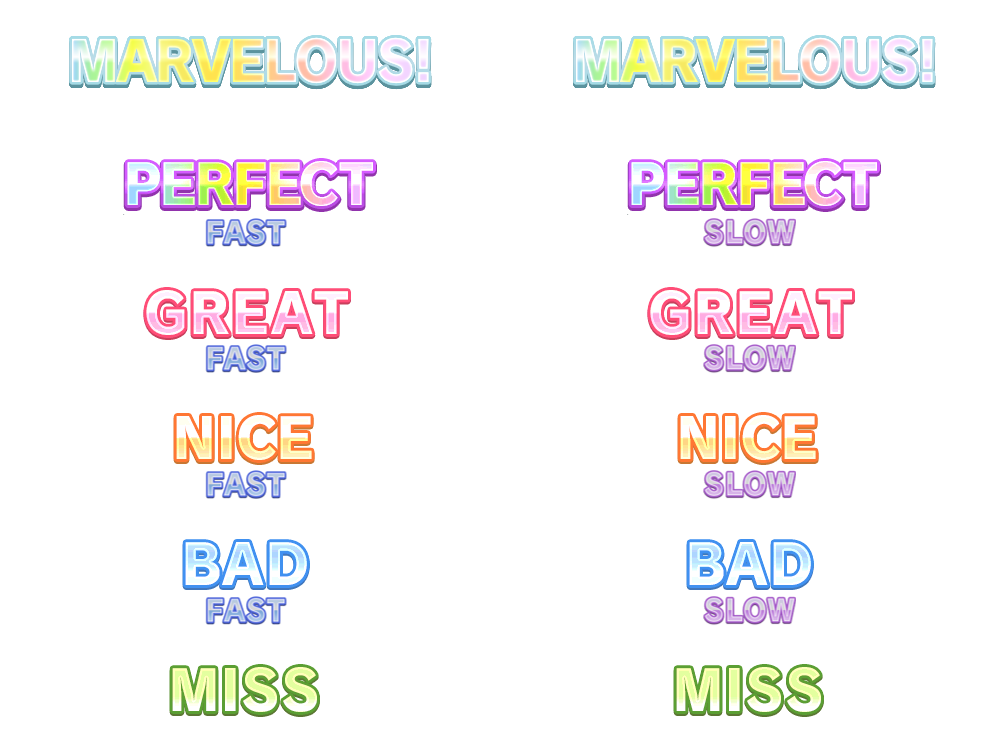 MARVELOUS! MARVELOUS!
PERFECT PERFECT
FAST SLOW
GREAT GREAT
FAST SLOW
NICE NICE
FAST SLOW
BAD BAD
FAST SLOW
MISS MISS